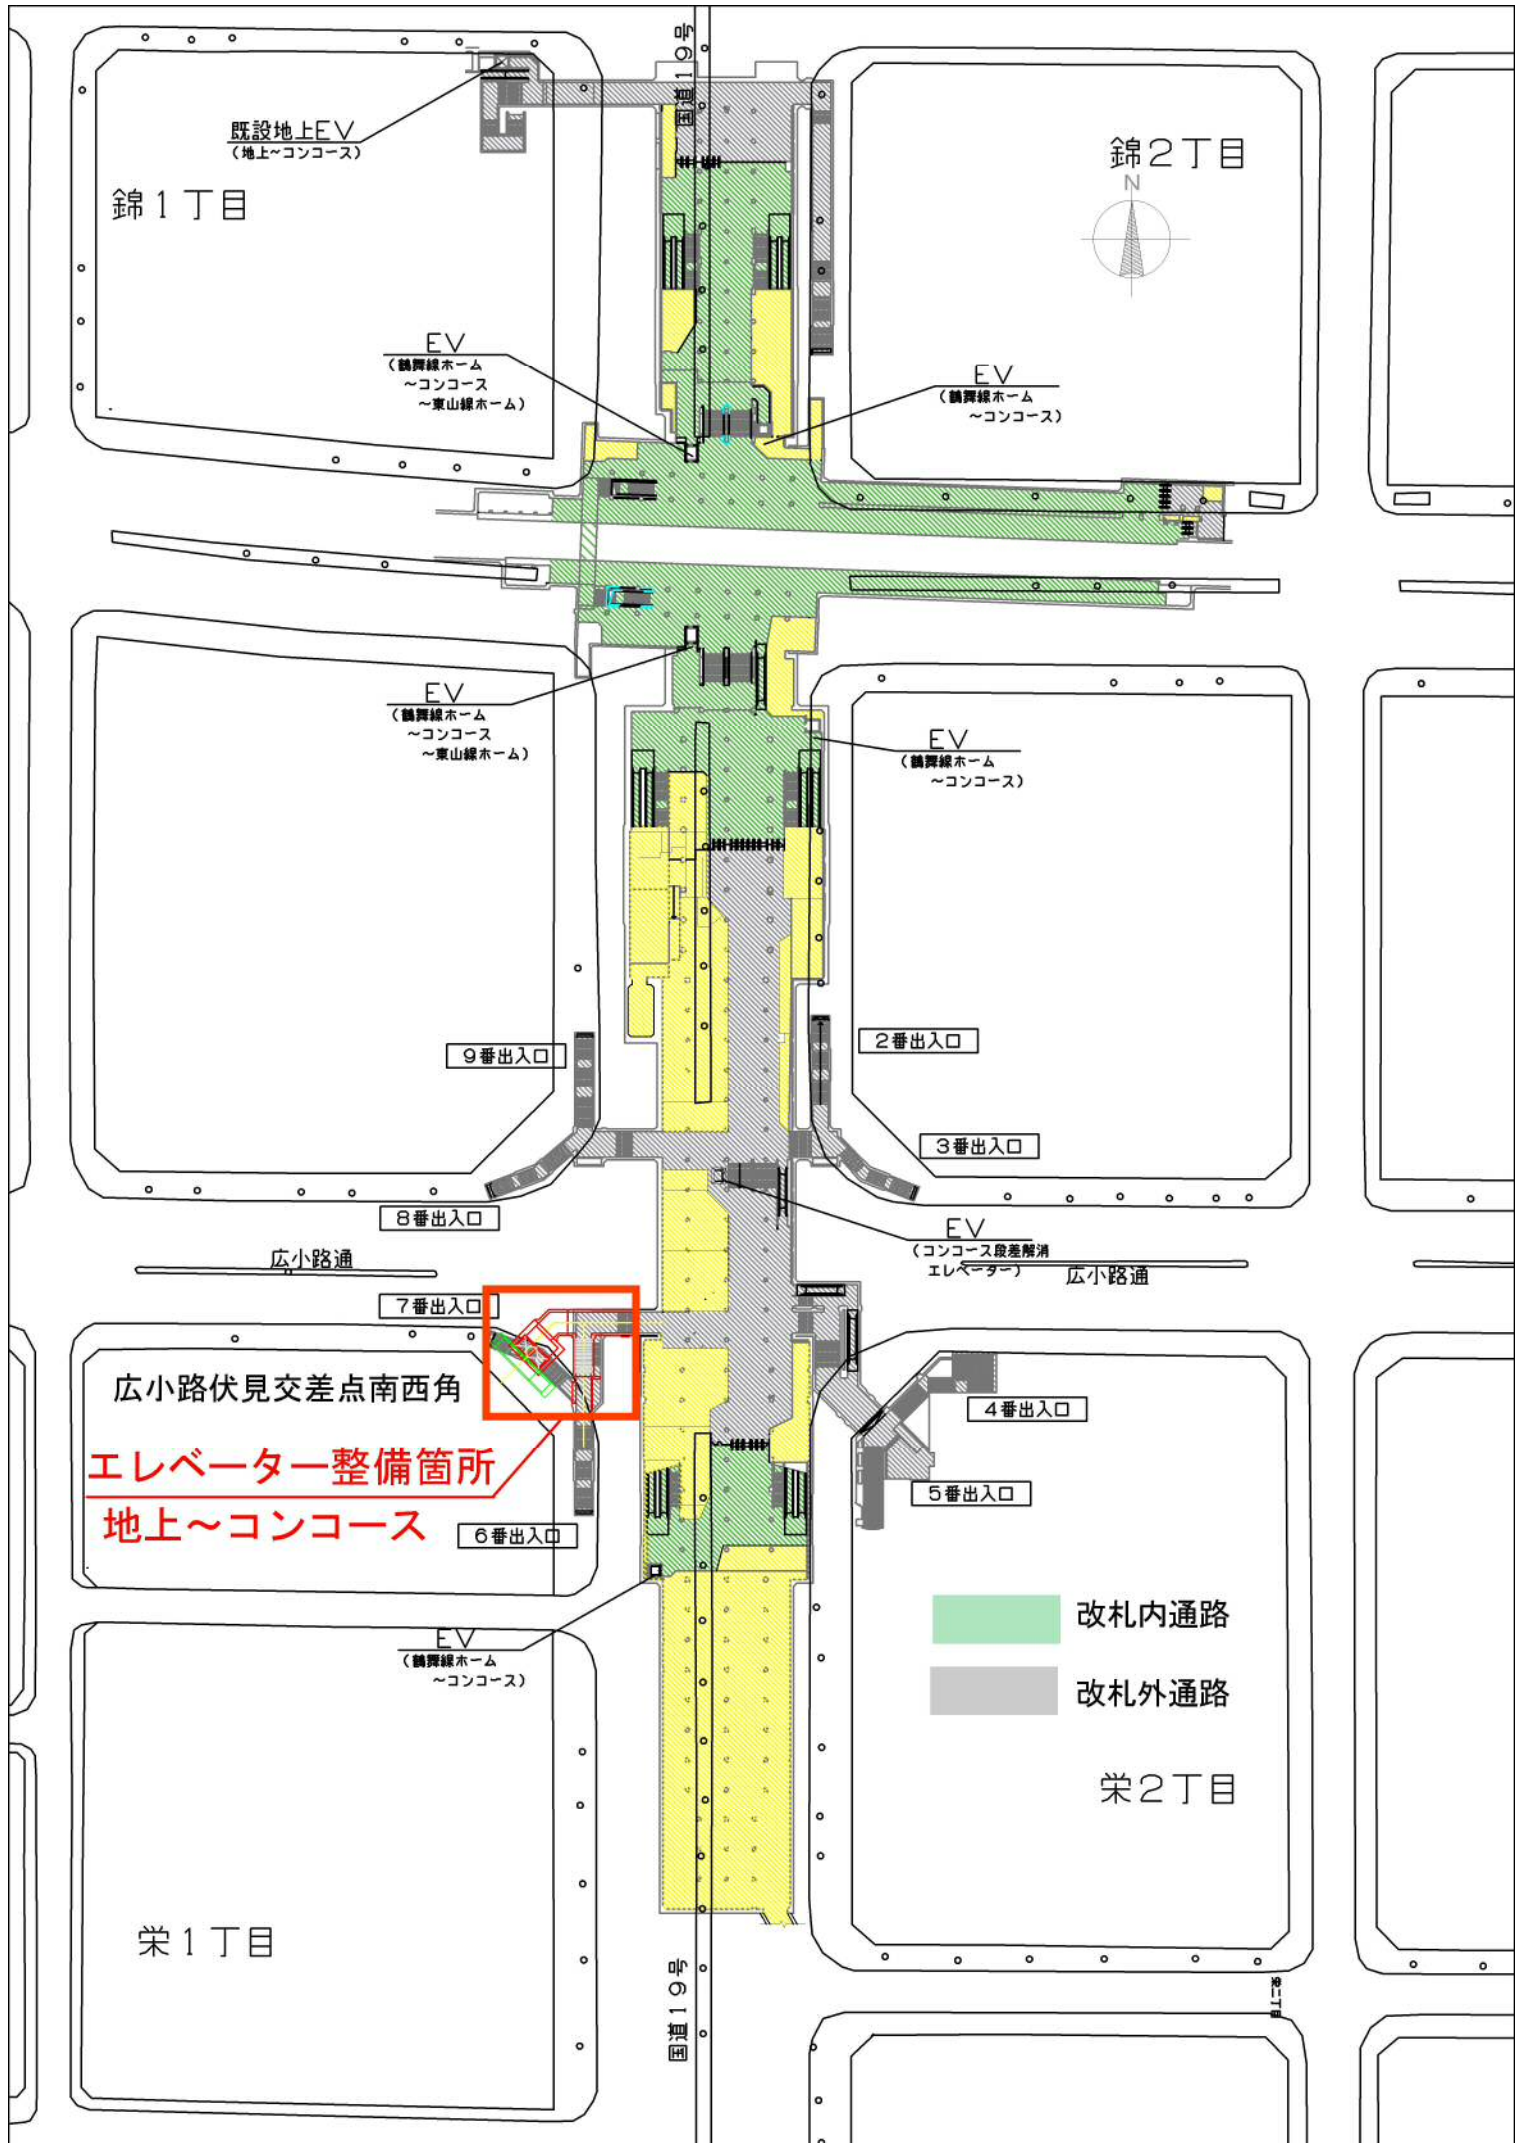 国道19号
既設地上EV
（地上～コンコース）
錦1丁目
錦2丁目
N
EV
（鶴舞線ホーム
～コンコース
～東山線ホーム）
EV
（鶴舞線ホーム
～コンコース）
EV
（鶴舞線ホーム
～コンコース
～東山線ホーム）
EV
（鶴舞線ホーム
～コンコース）
9番出入口
2番出入口
3番出入口
8番出入口
EV
（コンコース段差解消
エレベーター）
広小路通
広小路通
7番出入口
広小路伏見交差点南西角
4番出入口
エレベーター整備箇所
地上～コンコース
5番出入口
6番出入口
EV
（鶴舞線ホーム
～コンコース）
改札内通路
改札外通路
栄2丁目
栄1丁目
国道19号
栄二丁目